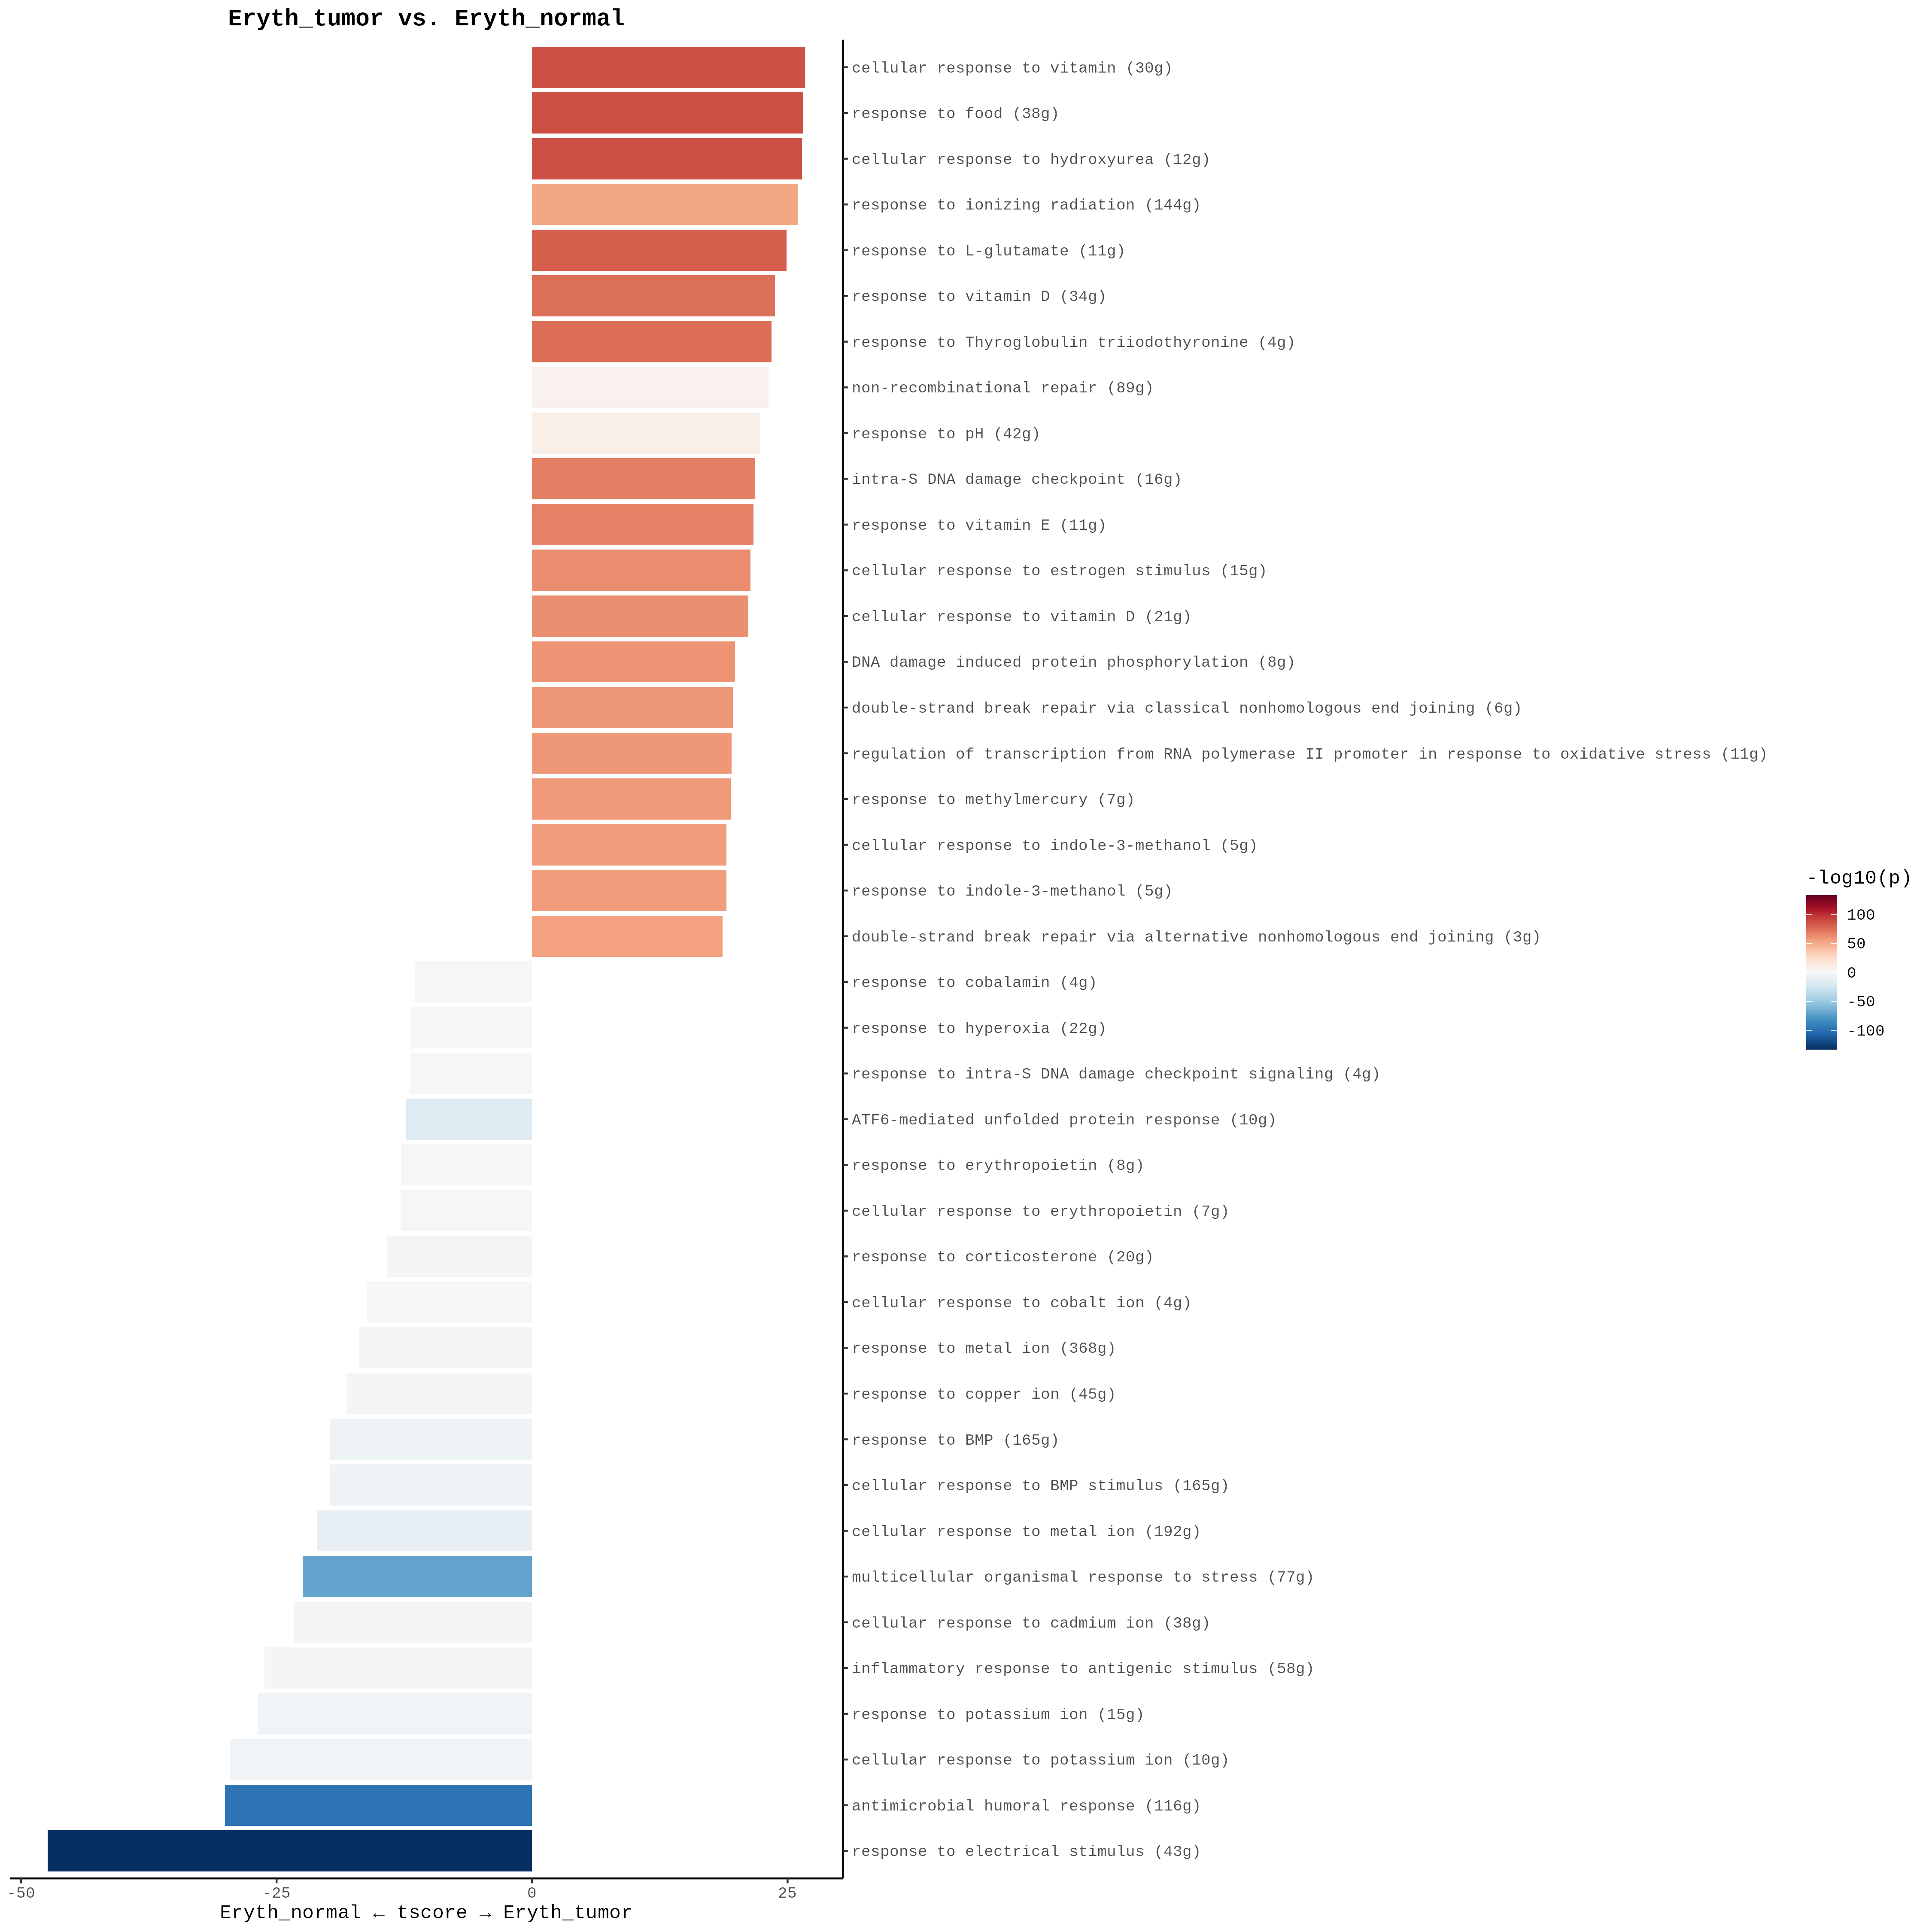 Eryth_tumor vs. Eryth_normal
cellular response to vitamin (30g)
response to food (38g)
cellular response to hydroxyurea (12g)
response to ionizing radiation (144g)
response to L-glutamate (11g)
response to vitamin D (34g)
response to Thyroglobulin triiodothyronine (4g)
non-recombinational repair (89g)
response to pH (42g)
intra-S DNA damage checkpoint (16g)
response to vitamin E (11g)
cellular response to estrogen stimulus (15g)
cellular response to vitamin D (21g)
DNA damage induced protein phosphorylation (8g)
double-strand break repair via classical nonhomologous end joining (6g)
regulation of transcription from RNA polymerase II promoter in response to oxidative stress (11g)
response to methylmercury (7g)
cellular response to indole-3-methanol (5g)
response to indole-3-methanol (5g)
double-strand break repair via alternative nonhomologous end joining (3g)
response to cobalamin (4g)
response to hyperoxia (22g)
response to intra-S DNA damage checkpoint signaling (4g)
ATF6-mediated unfolded protein response (10g)
response to erythropoietin (8g)
cellular response to erythropoietin (7g)
response to corticosterone (20g)
cellular response to cobalt ion (4g)
response to metal ion (368g)
response to copper ion (45g)
response to BMP (165g)
cellular response to BMP stimulus (165g)
cellular response to metal ion (192g)
multicellular organismal response to stress (77g)
cellular response to cadmium ion (38g)
inflammatory response to antigenic stimulus (58g)
response to potassium ion (15g)
cellular response to potassium ion (10g)
antimicrobial humoral response (116g)
response to electrical stimulus (43g)
-50 -25 0 25
Eryth_normal ← tscore → Eryth_tumor
-log10(p)
100
50
0
-50
-100